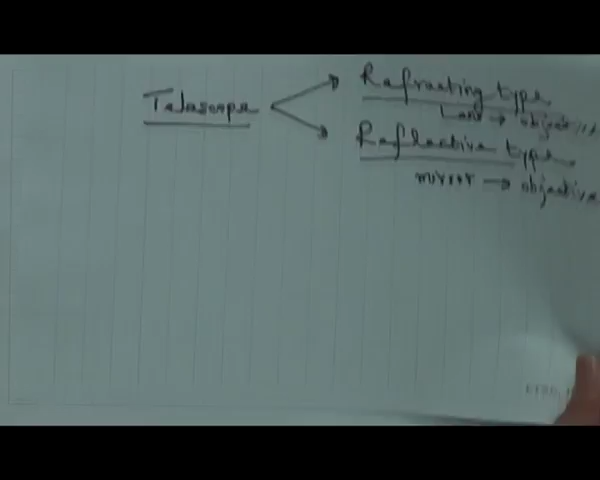 Telescope
Refracting type
Lens → objective
Reflective type.
mirror → objective